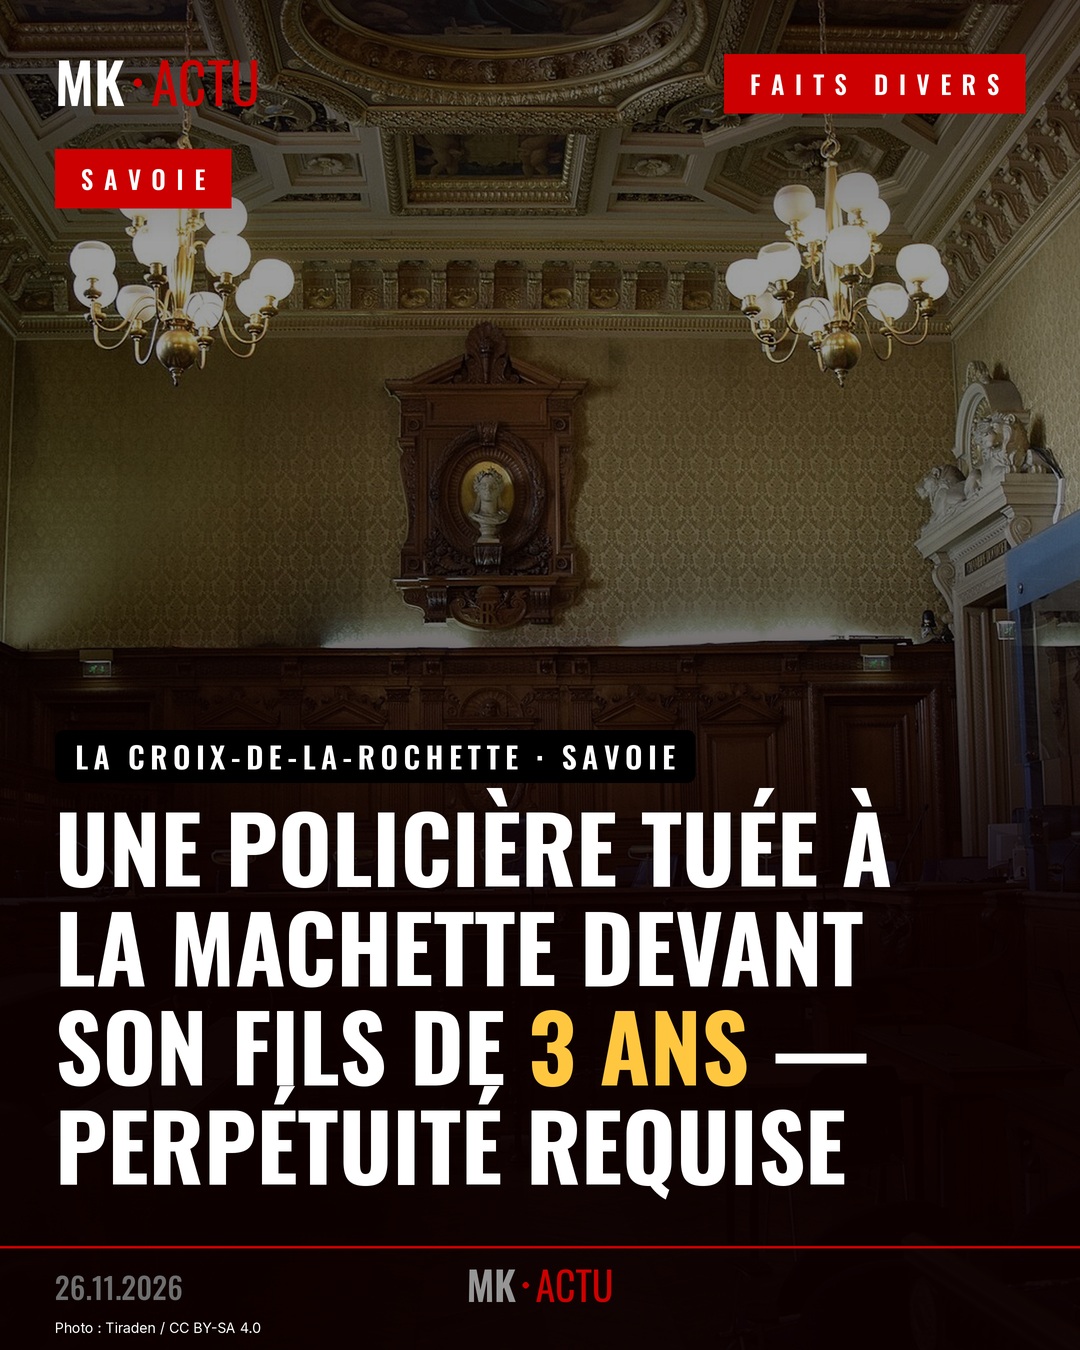 MK·ACTU
FAITS DIVERS
SAVOIE
LA CROIX-DE-LA-ROCHETTE · SAVOIE
UNE POLICIÈRE TUÉE À
LA MACHETTE DEVANT
SON FILS DE 3 ANS —
PERPÉTUITÉ REQUISE
26.11.2026
MK·ACTU
Photo : Tiraden / CC BY-SA 4.0